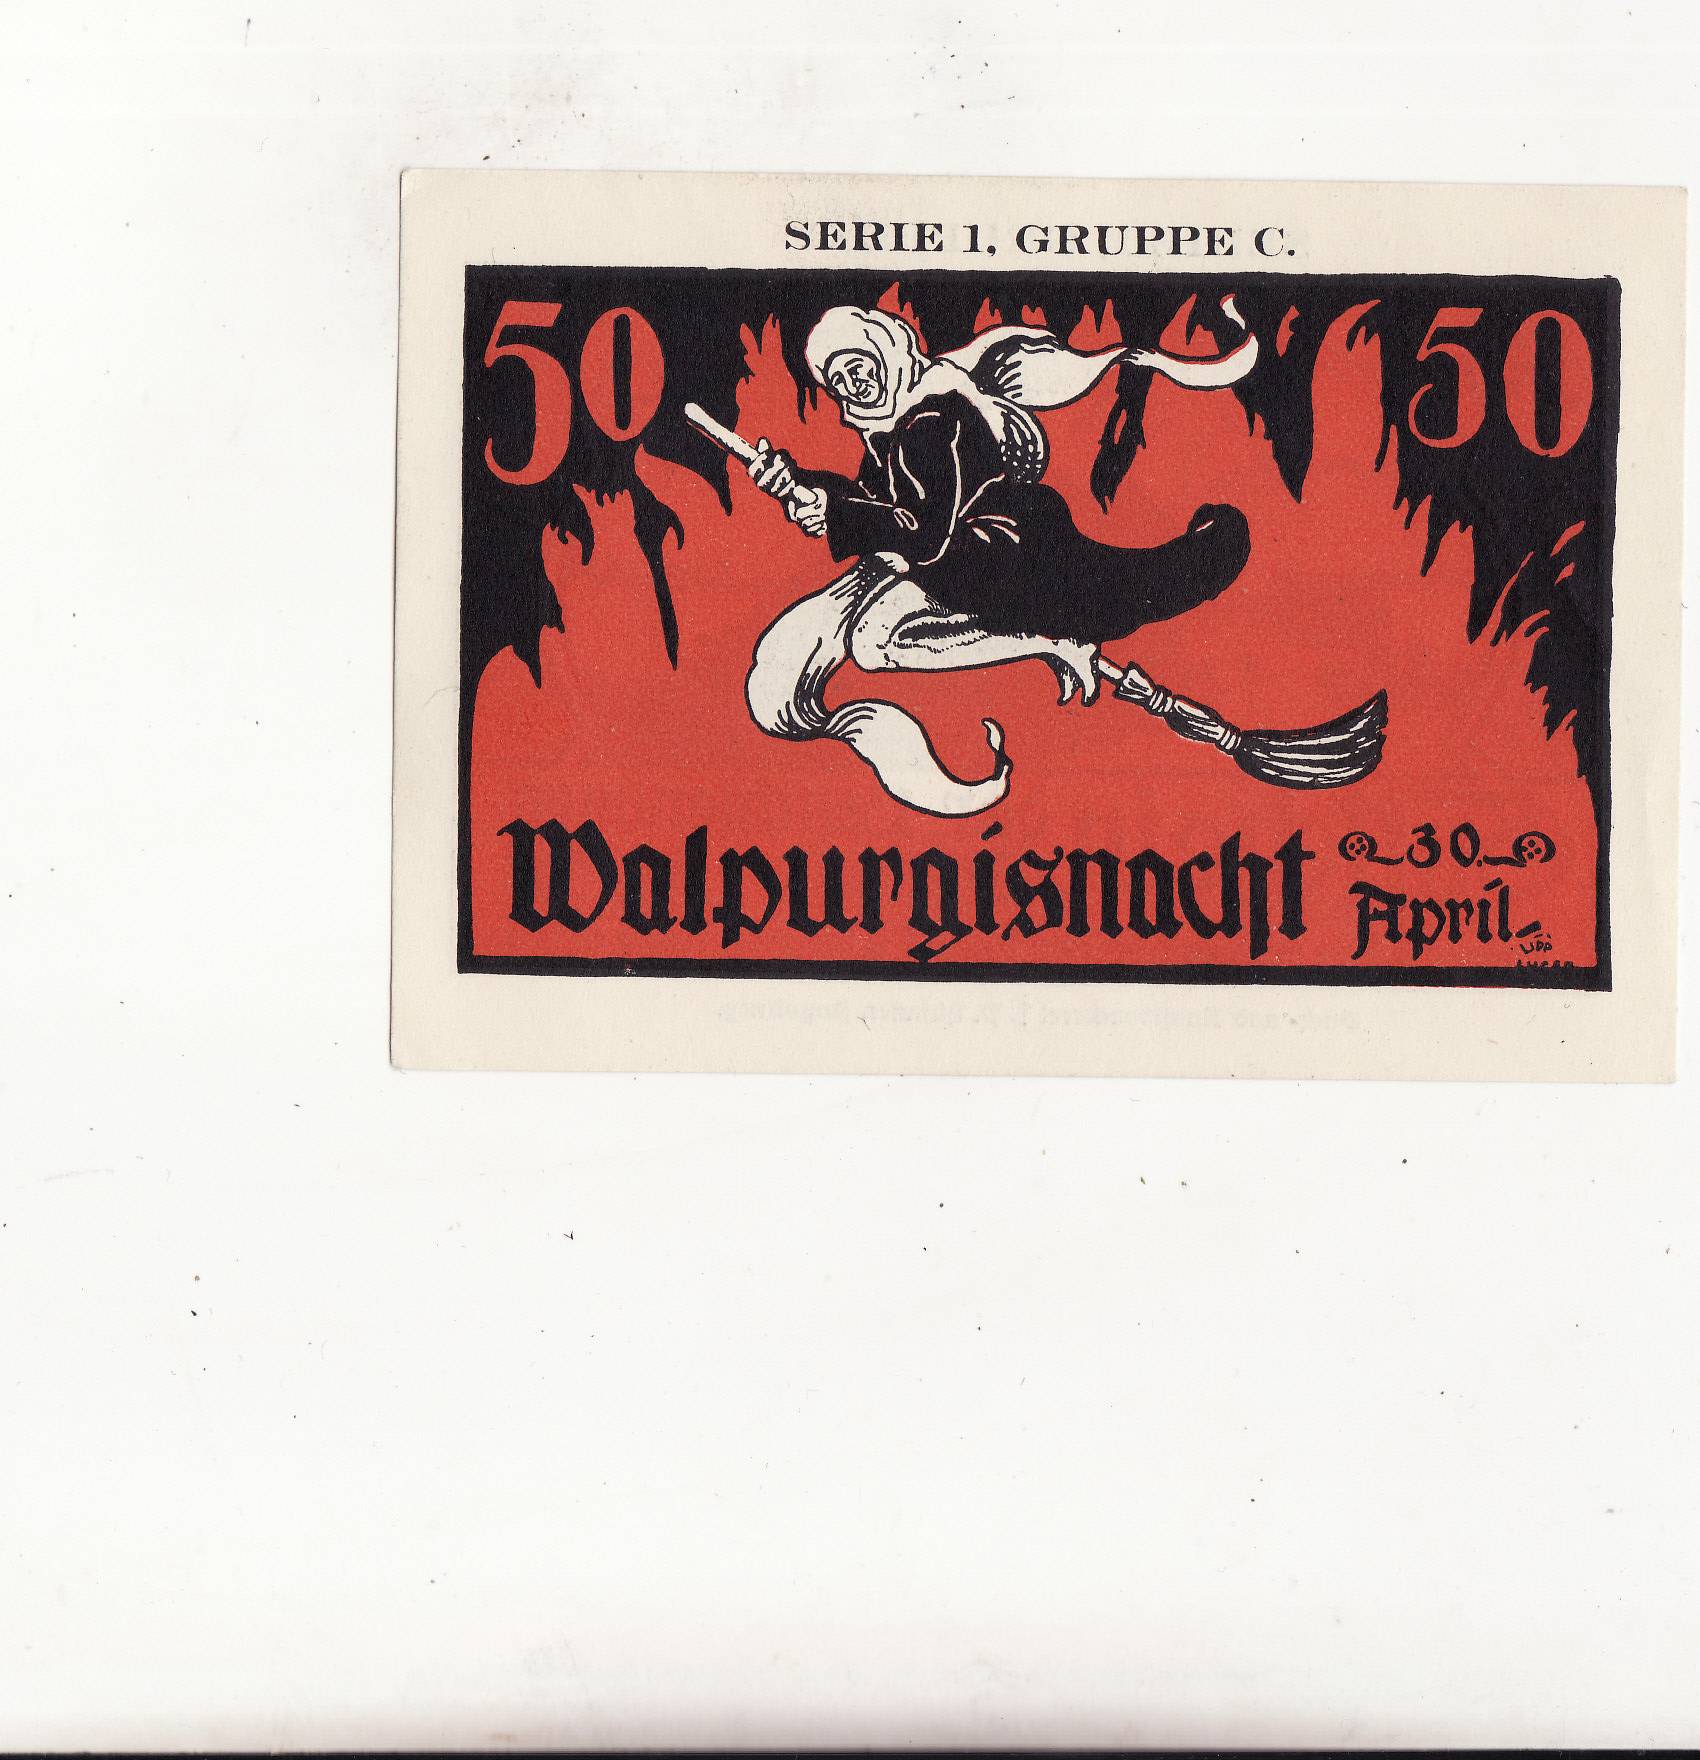 SERIE 1, GRUPPE C.
50 50
Walpurgisnacht
30.
April